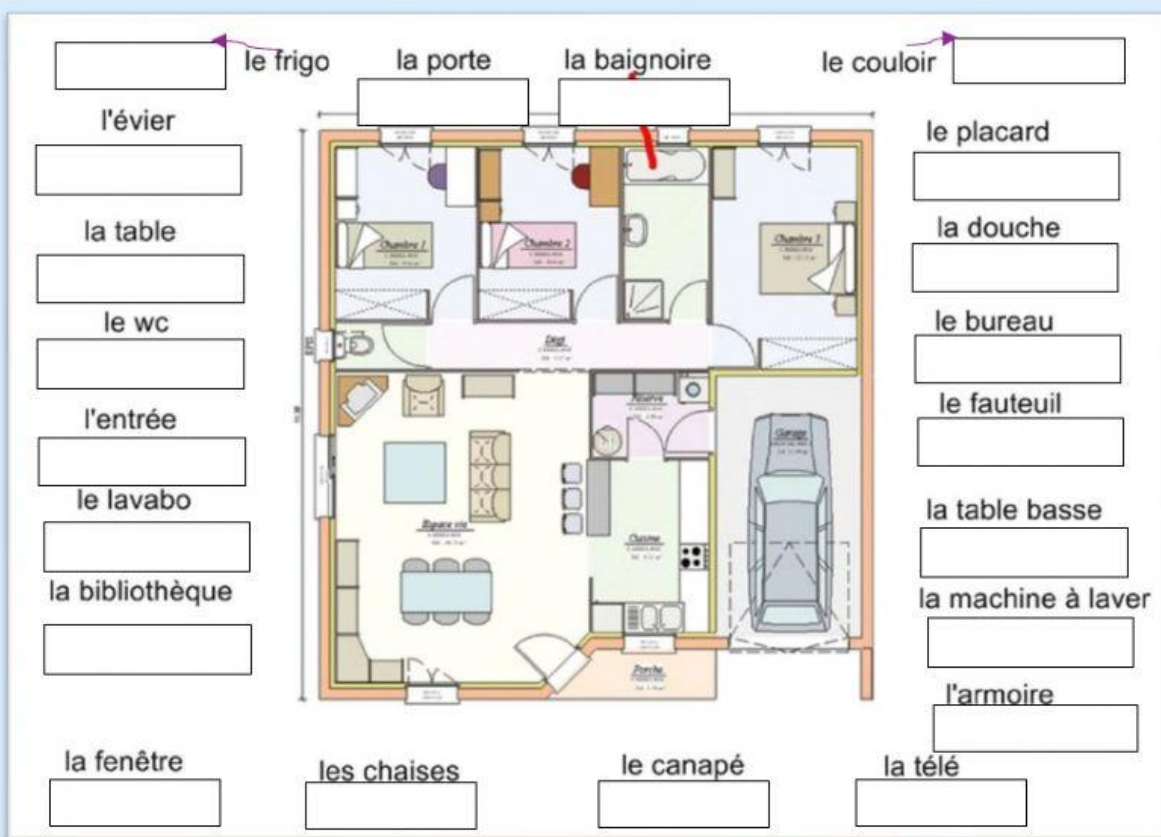 le frigo
la porte
la baignoire
le couloir
l'évier
le placard
la table
la douche
le wc
le bureau
l'entrée
le fauteuil
le lavabo
la table basse
la bibliothèque
la machine à laver
l'armoire
la fenêtre
les chaises
le canapé
la télé
Chambre 1
Chambre 2
Chambre 3
Dégt
Réserve
Garage
Espace vie
Cuisine
Porche